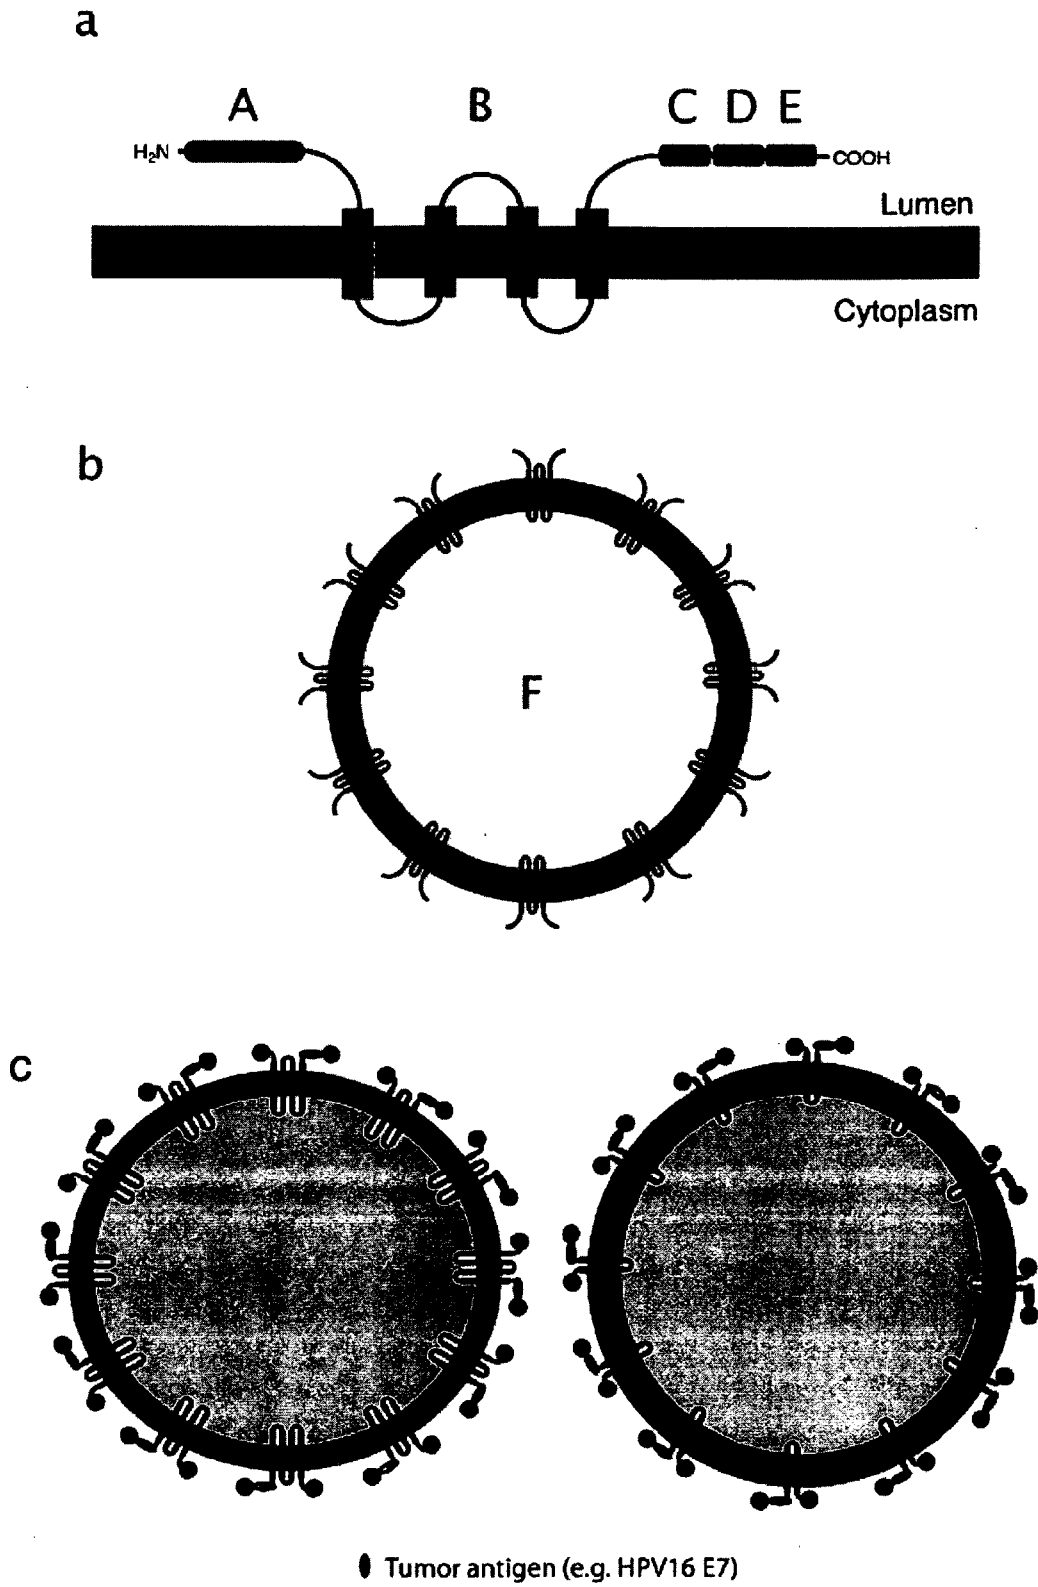 a
A B C D E
H₂N COOH
Lumen
Cytoplasm
b
F
c
Tumor antigen (e.g. HPV16 E7)